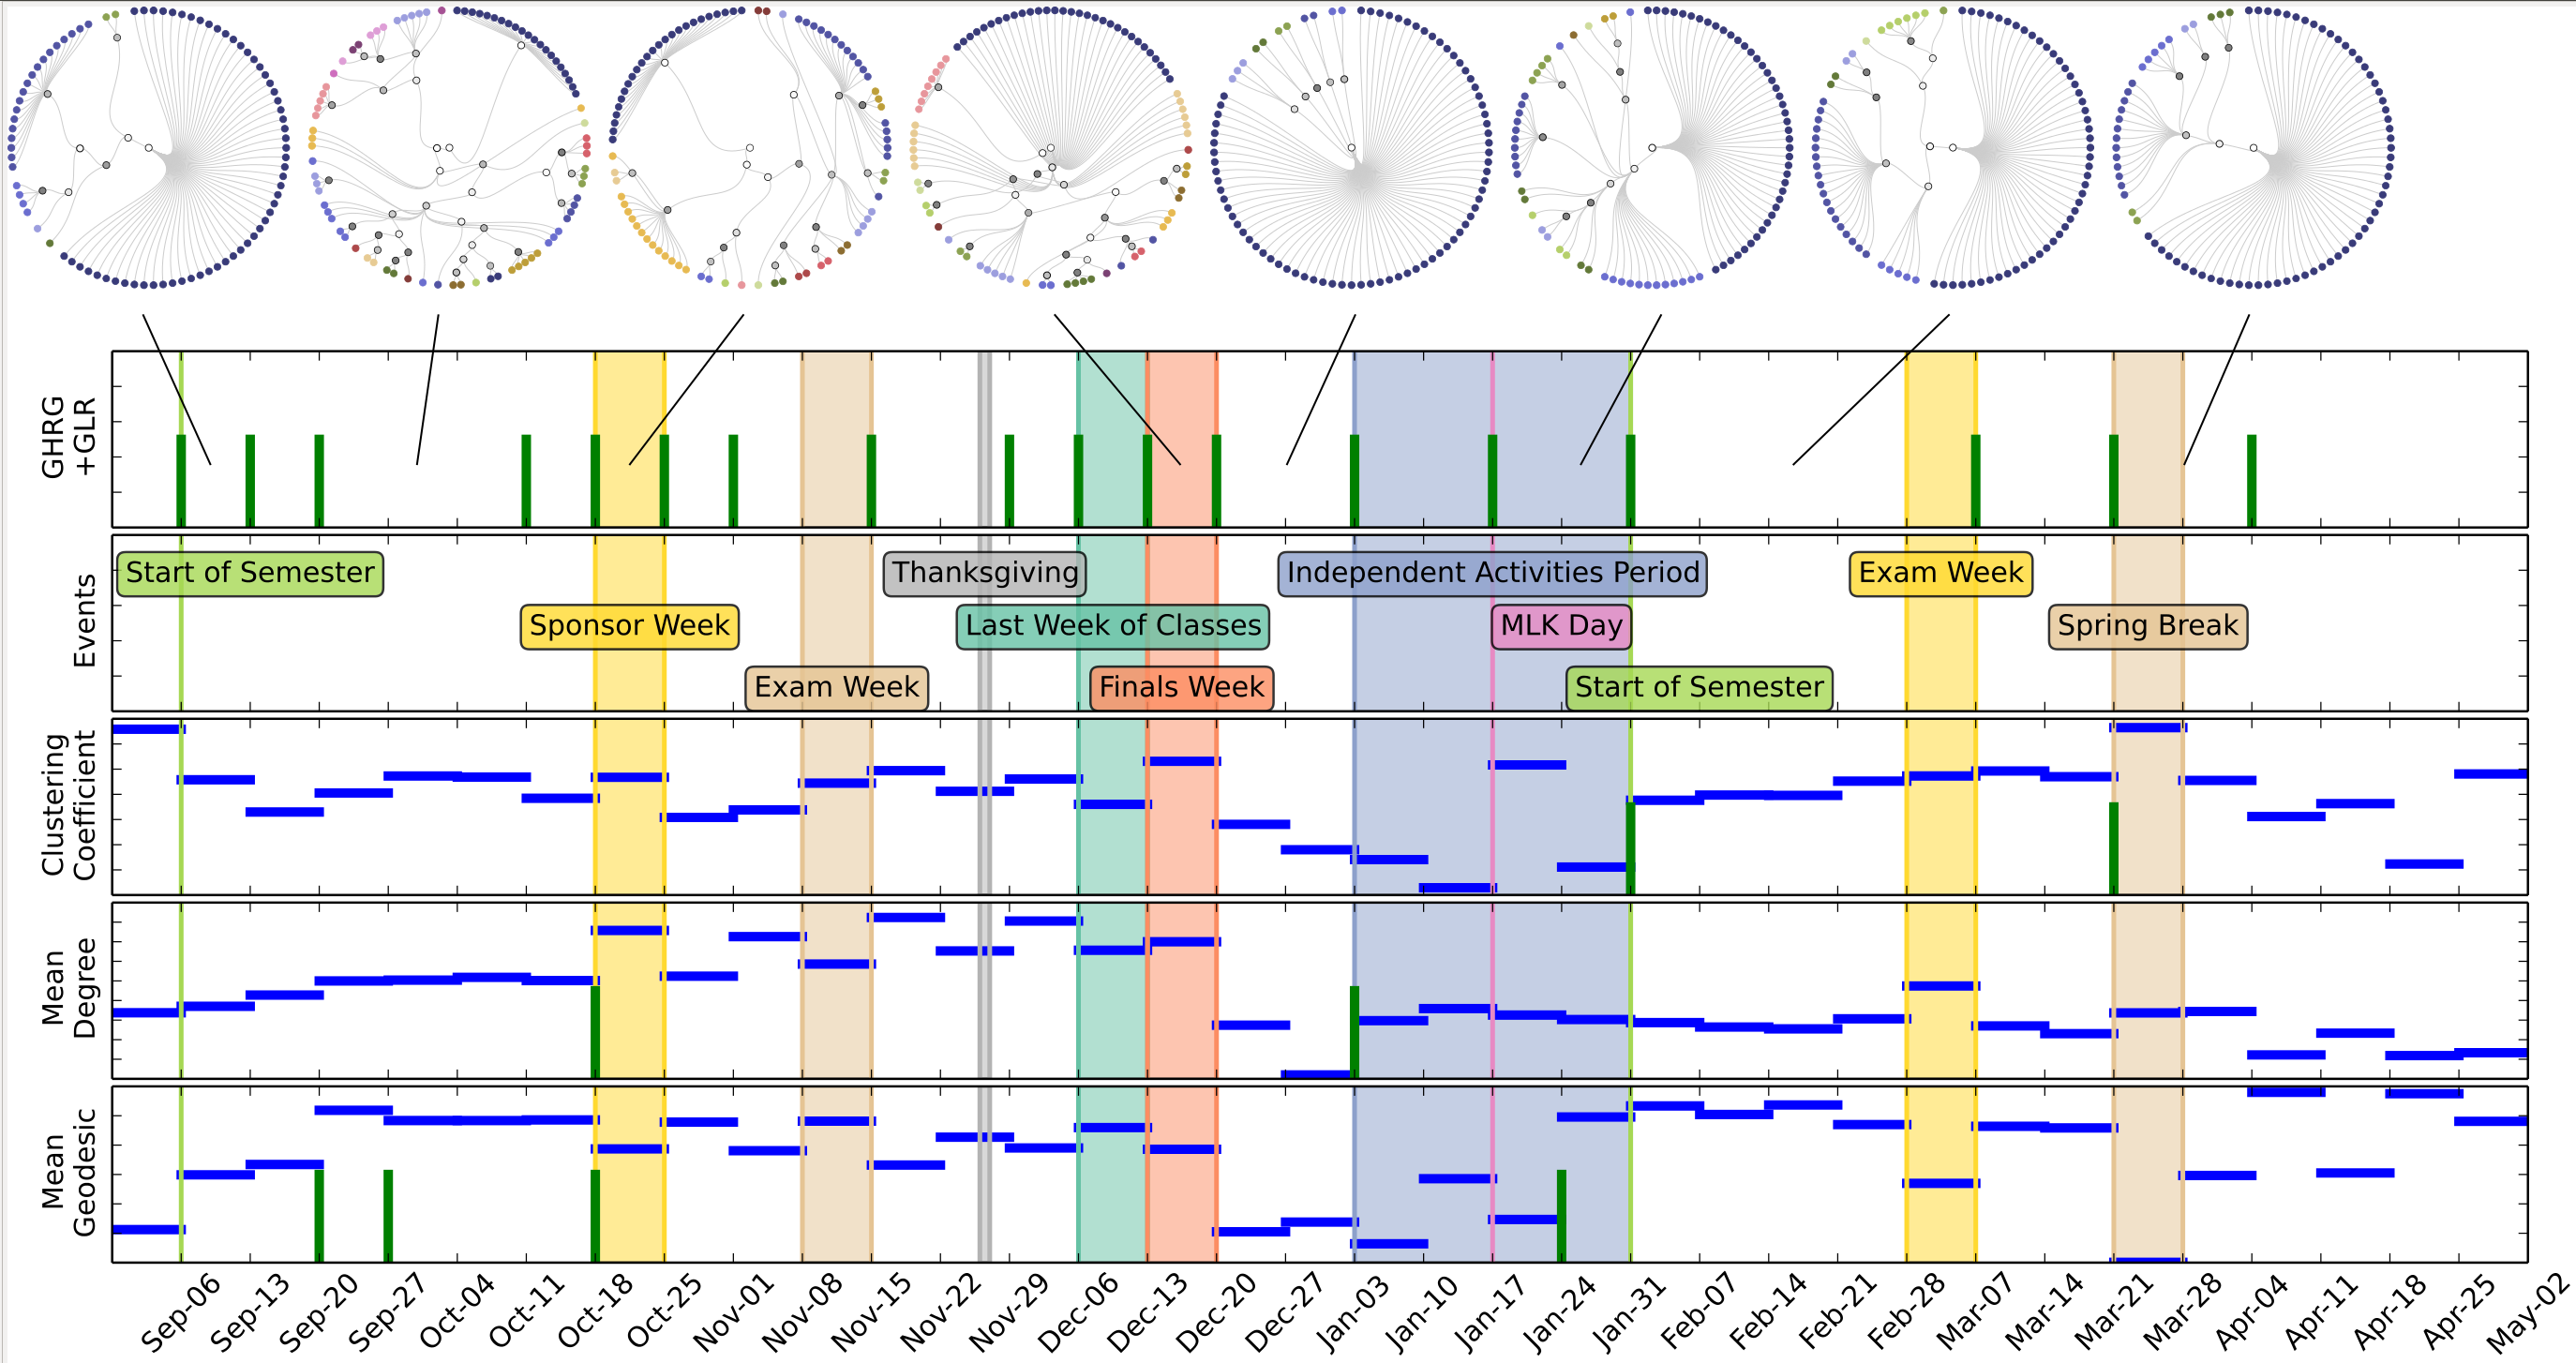 GHRG
+GLR
Events
Start of Semester
Thanksgiving
Independent Activities Period
Exam Week
Sponsor Week
Last Week of Classes
MLK Day
Spring Break
Exam Week
Finals Week
Start of Semester
Clustering
Coefficient
Mean
Degree
Mean
Geodesic
Sep-06
Sep-13
Sep-20
Sep-27
Oct-04
Oct-11
Oct-18
Oct-25
Nov-01
Nov-08
Nov-15
Nov-22
Nov-29
Dec-06
Dec-13
Dec-20
Dec-27
Jan-03
Jan-10
Jan-17
Jan-24
Jan-31
Feb-07
Feb-14
Feb-21
Feb-28
Mar-07
Mar-14
Mar-21
Mar-28
Apr-04
Apr-11
Apr-18
Apr-25
May-02